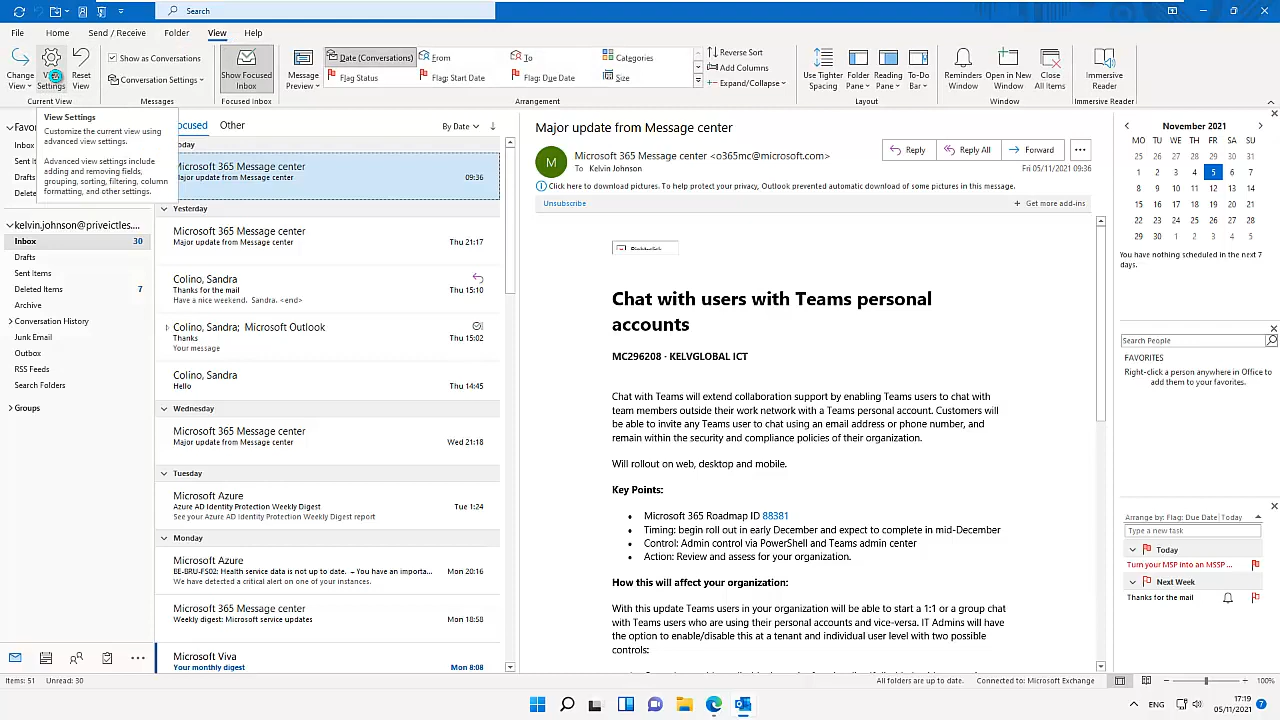 Search
File Home Send / Receive Folder View Help
Change View
Settings
Reset View
Show as Conversations
Conversation Settings
Messages
Current View
Show Focused Inbox
Focused Inbox
Message Preview
Date (Conversations) From To Categories
Flag Status Flag: Start Date Flag: Due Date Size
Arrangement
Reverse Sort
Add Columns
Expand/Collapse
Use Tighter Spacing
Folder Pane
Reading Pane
To-Do Bar
Layout
Reminders Window
Open in New Window
Close All Items
Window
Immersive Reader
Immersive Reader
View Settings
Customize the current view using
advanced view settings.
Advanced view settings include
adding and removing fields,
grouping, sorting, filtering, column
formatting, and other settings.
Favo
Inbox
Sent It
Drafts
Delete
kelvin.johnson@priveictles....
Inbox 30
Drafts
Sent Items
Deleted Items 7
Archive
Conversation History
Junk Email
Outbox
RSS Feeds
Search Folders
Groups
ocused Other By Date
oday
Microsoft 365 Message center
ajor update from Message center 09:36
Yesterday
Microsoft 365 Message center
Major update from Message center Thu 21:17
Colino, Sandra
Thanks for the mail Thu 15:10
Have a nice weekend. Sandra. <end>
Colino, Sandra; Microsoft Outlook
Thanks Thu 15:02
Your message
Colino, Sandra
Hello Thu 14:45
Wednesday
Microsoft 365 Message center
Major update from Message center Wed 21:18
Tuesday
Microsoft Azure
Azure AD Identity Protection Weekly Digest Tue 1:24
See your Azure AD Identity Protection Weekly Digest report
Monday
Microsoft Azure
BE-BRU-FS02: Health service data is not up to date. – You have an importa... Mon 20:16
We have detected a critical alert on one of your instances.
Microsoft 365 Message center
Weekly digest: Microsoft service updates Mon 18:58
Microsoft Viva
Your monthly digest Mon 8:08
Major update from Message center
M
Microsoft 365 Message center <o365mc@microsoft.com>
To Kelvin Johnson
Reply Reply All Forward
Fri 05/11/2021 09:36
Click here to download pictures. To help protect your privacy, Outlook prevented automatic download of some pictures in this message.
Unsubscribe + Get more add-ins
Chat with users with Teams personal
accounts
MC296208 · KELVGLOBAL ICT
Chat with Teams will extend collaboration support by enabling Teams users to chat with
team members outside their work network with a Teams personal account. Customers will
be able to invite any Teams user to chat using an email address or phone number, and
remain within the security and compliance policies of their organization.
Will rollout on web, desktop and mobile.
Key Points:
• Microsoft 365 Roadmap ID 88381
• Timing: begin roll out in early December and expect to complete in mid-December
• Control: Admin control via PowerShell and Teams admin center
• Action: Review and assess for your organization.
How this will affect your organization:
With this update Teams users in your organization will be able to start a 1:1 or a group chat
with Teams users who are using their personal accounts and vice-versa. IT Admins will have
the option to enable/disable this at a tenant and individual user level with two possible
controls:
November 2021
MO TU WE TH FR SA SU
25 26 27 28 29 30 31
1 2 3 4 5 6 7
8 9 10 11 12 13 14
15 16 17 18 19 20 21
22 23 24 25 26 27 28
29 30 1 2 3 4 5
You have nothing scheduled in the next 7
days.
Search People
FAVORITES
Right-click a person anywhere in Office to
add them to your favorites.
Arrange by: Flag: Due Date Today
Type a new task
Today
Turn your MSP into an MSSP ...
Next Week
Thanks for the mail
Items: 51 Unread: 30 All folders are up to date. Connected to: Microsoft Exchange 100%
ENG
17:19
05/11/2021
7